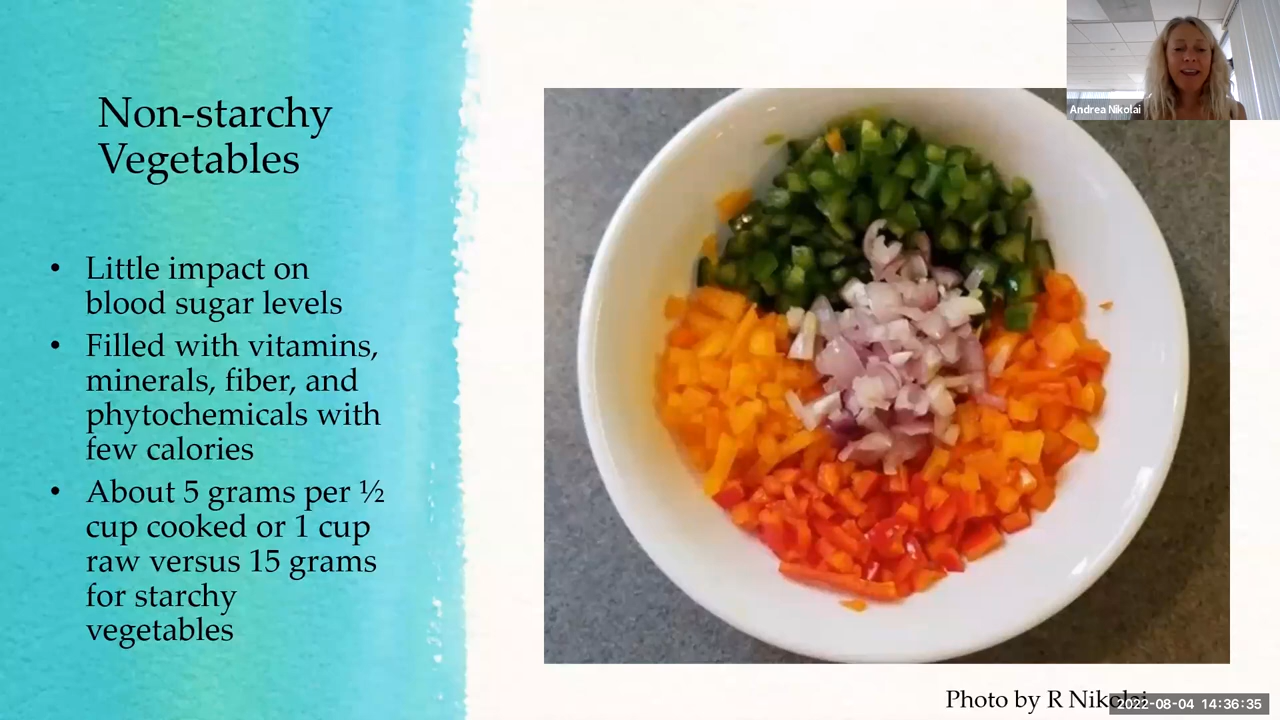 Non-starchy
Vegetables
• Little impact on
blood sugar levels
• Filled with vitamins,
minerals, fiber, and
phytochemicals with
few calories
• About 5 grams per ½
cup cooked or 1 cup
raw versus 15 grams
for starchy
vegetables
Andrea Nikolai
Photo by R Nikolai
2022-08-04 14:36:35